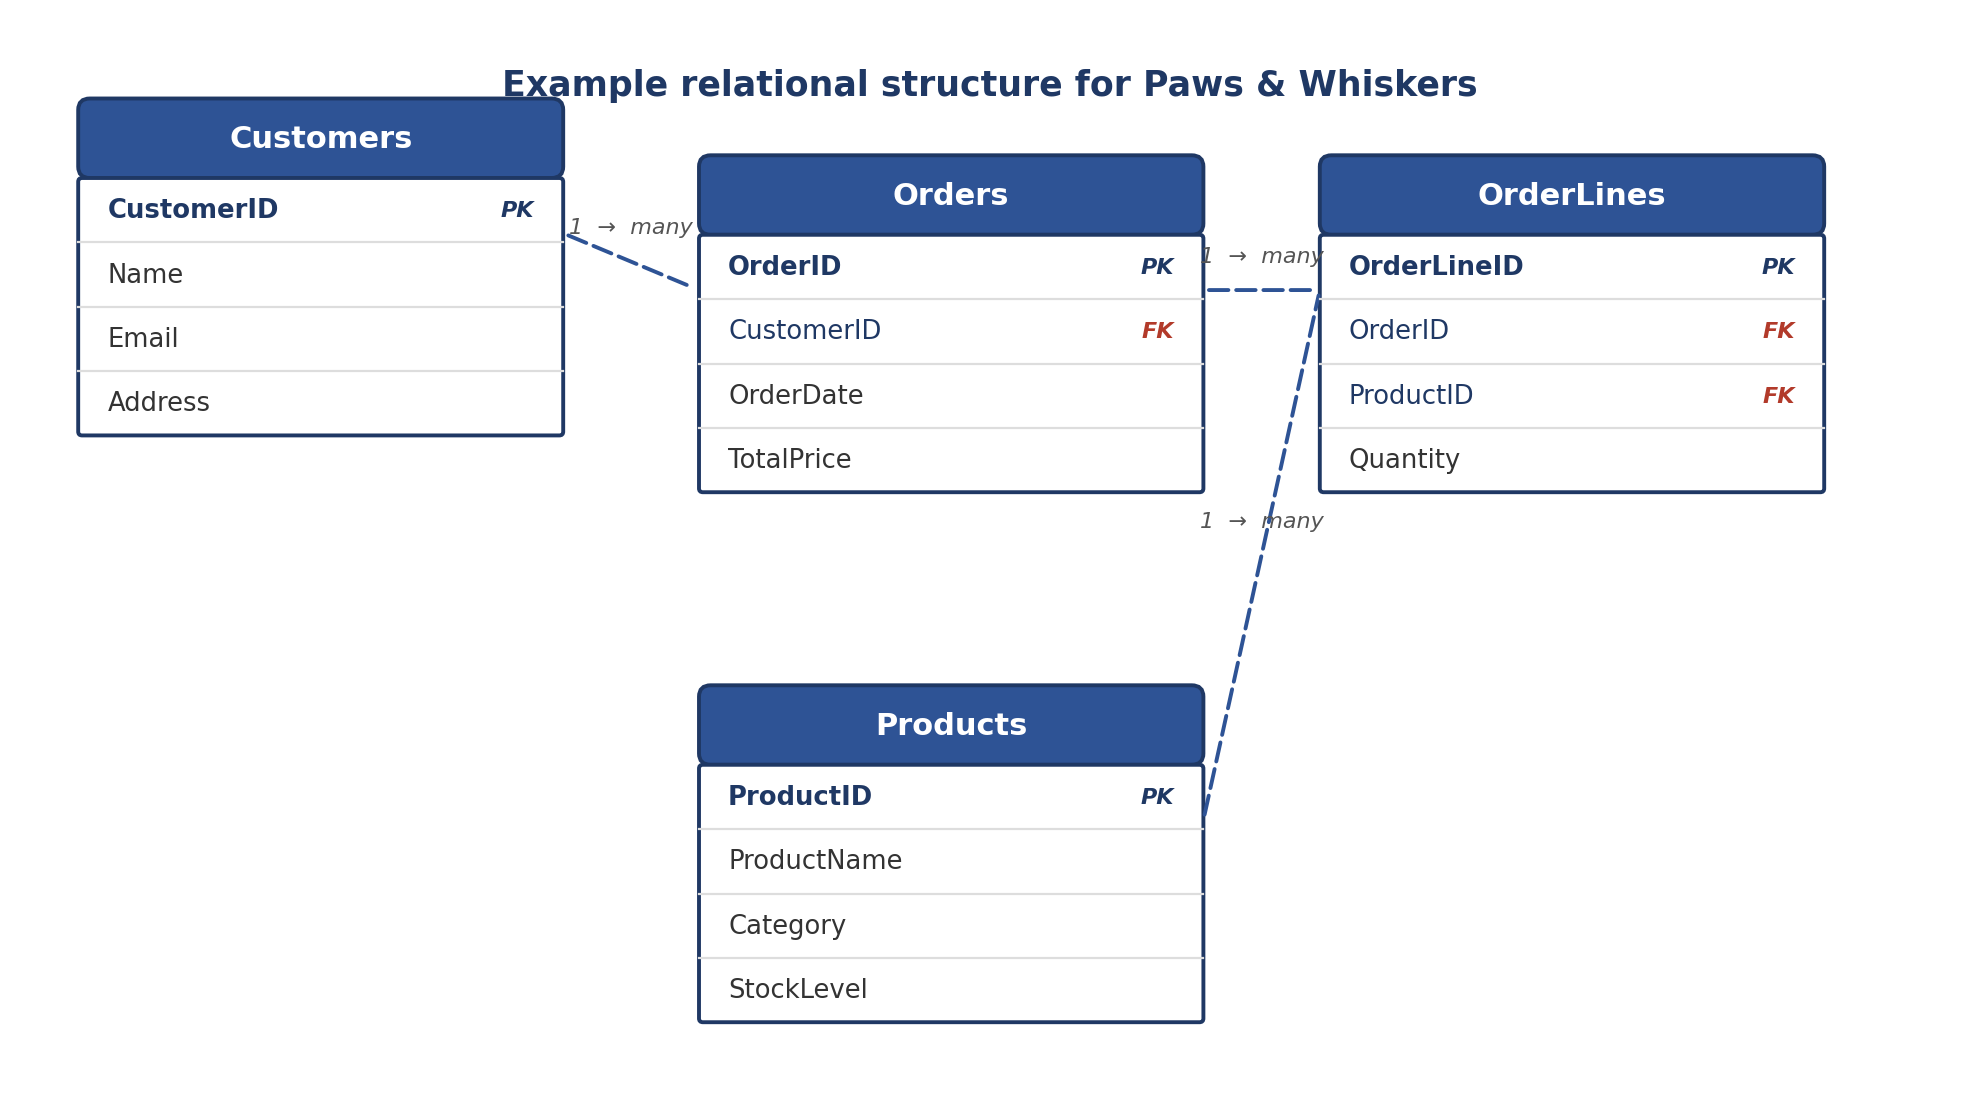 Example relational structure for Paws & Whiskers
Customers
CustomerID PK
Name
Email
Address
1 → many
Orders
OrderID PK
CustomerID FK
OrderDate
TotalPrice
1 → many
OrderLines
OrderLineID PK
OrderID FK
ProductID FK
Quantity
1 → many
Products
ProductID PK
ProductName
Category
StockLevel